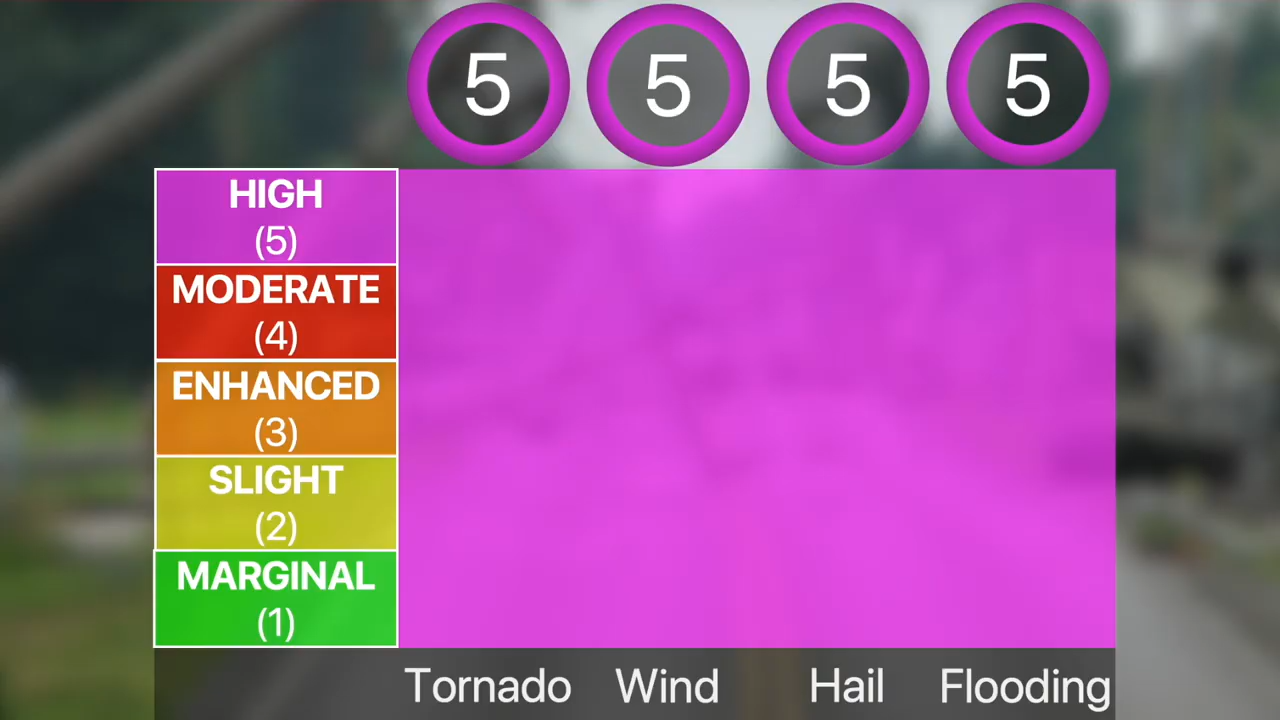 5 5 5 5
HIGH
(5)
MODERATE
(4)
ENHANCED
(3)
SLIGHT
(2)
MARGINAL
(1)
Tornado Wind Hail Flooding